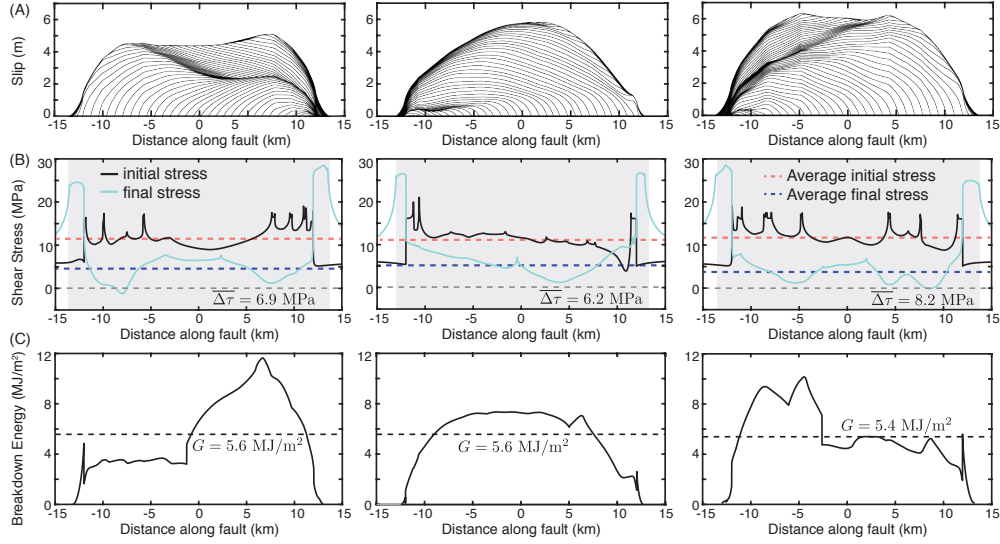 (A)
Slip (m)
6
4
2
0
-15 -10 -5 0 5 10 15
-15 -10 -5 0 5 10 15
-15 -10 -5 0 5 10 15
Distance along fault (km)
Distance along fault (km)
Distance along fault (km)
(B)
Shear Stress (MPa)
30
20
10
0
initial stress
final stress
Δτ = 6.9 MPa
30
20
10
0
Δτ = 6.2 MPa
30
20
10
0
Average initial stress
Average final stress
Δτ = 8.2 MPa
-15 -10 -5 0 5 10 15
-15 -10 -5 0 5 10 15
-15 -10 -5 0 5 10 15
Distance along fault (km)
Distance along fault (km)
Distance along fault (km)
(C)
Breakdown Energy (MJ/m²)
12
8
4
0
G = 5.6 MJ/m²
12
8
4
0
G = 5.6 MJ/m²
12
8
4
0
G = 5.4 MJ/m²
-15 -10 -5 0 5 10 15
-15 -10 -5 0 5 10 15
-15 -10 -5 0 5 10 15
Distance along fault (km)
Distance along fault (km)
Distance along fault (km)